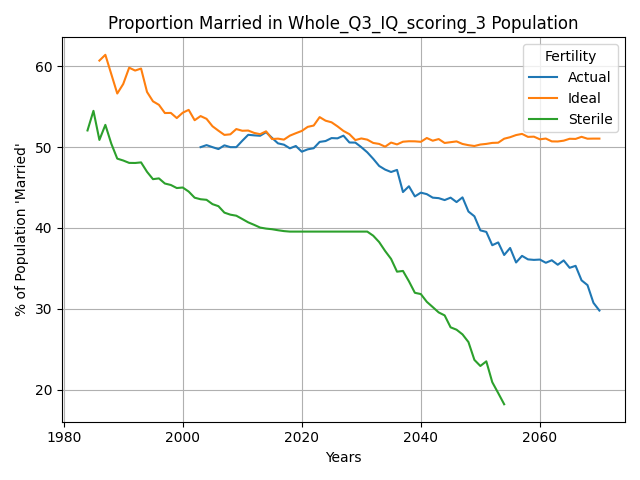 Proportion Married in Whole_Q3_IQ_scoring_3 Population
% of Population 'Married'
60
50
40
30
20
1980
2000
2020
2040
2060
Years
Fertility
Actual
Ideal
Sterile